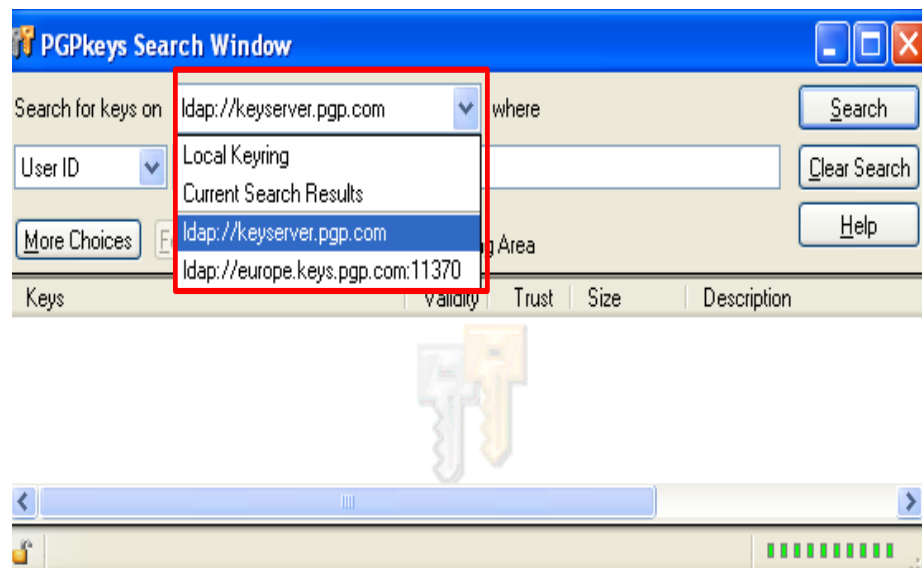 PGPkeys Search Window
Search for keys on ldap://keyserver.pgp.com where Search
User ID Local Keyring Clear Search
Current Search Results
More Choices ldap://keyserver.pgp.com Area Help
ldap://europe.keys.pgp.com:11370
Keys Validity Trust Size Description